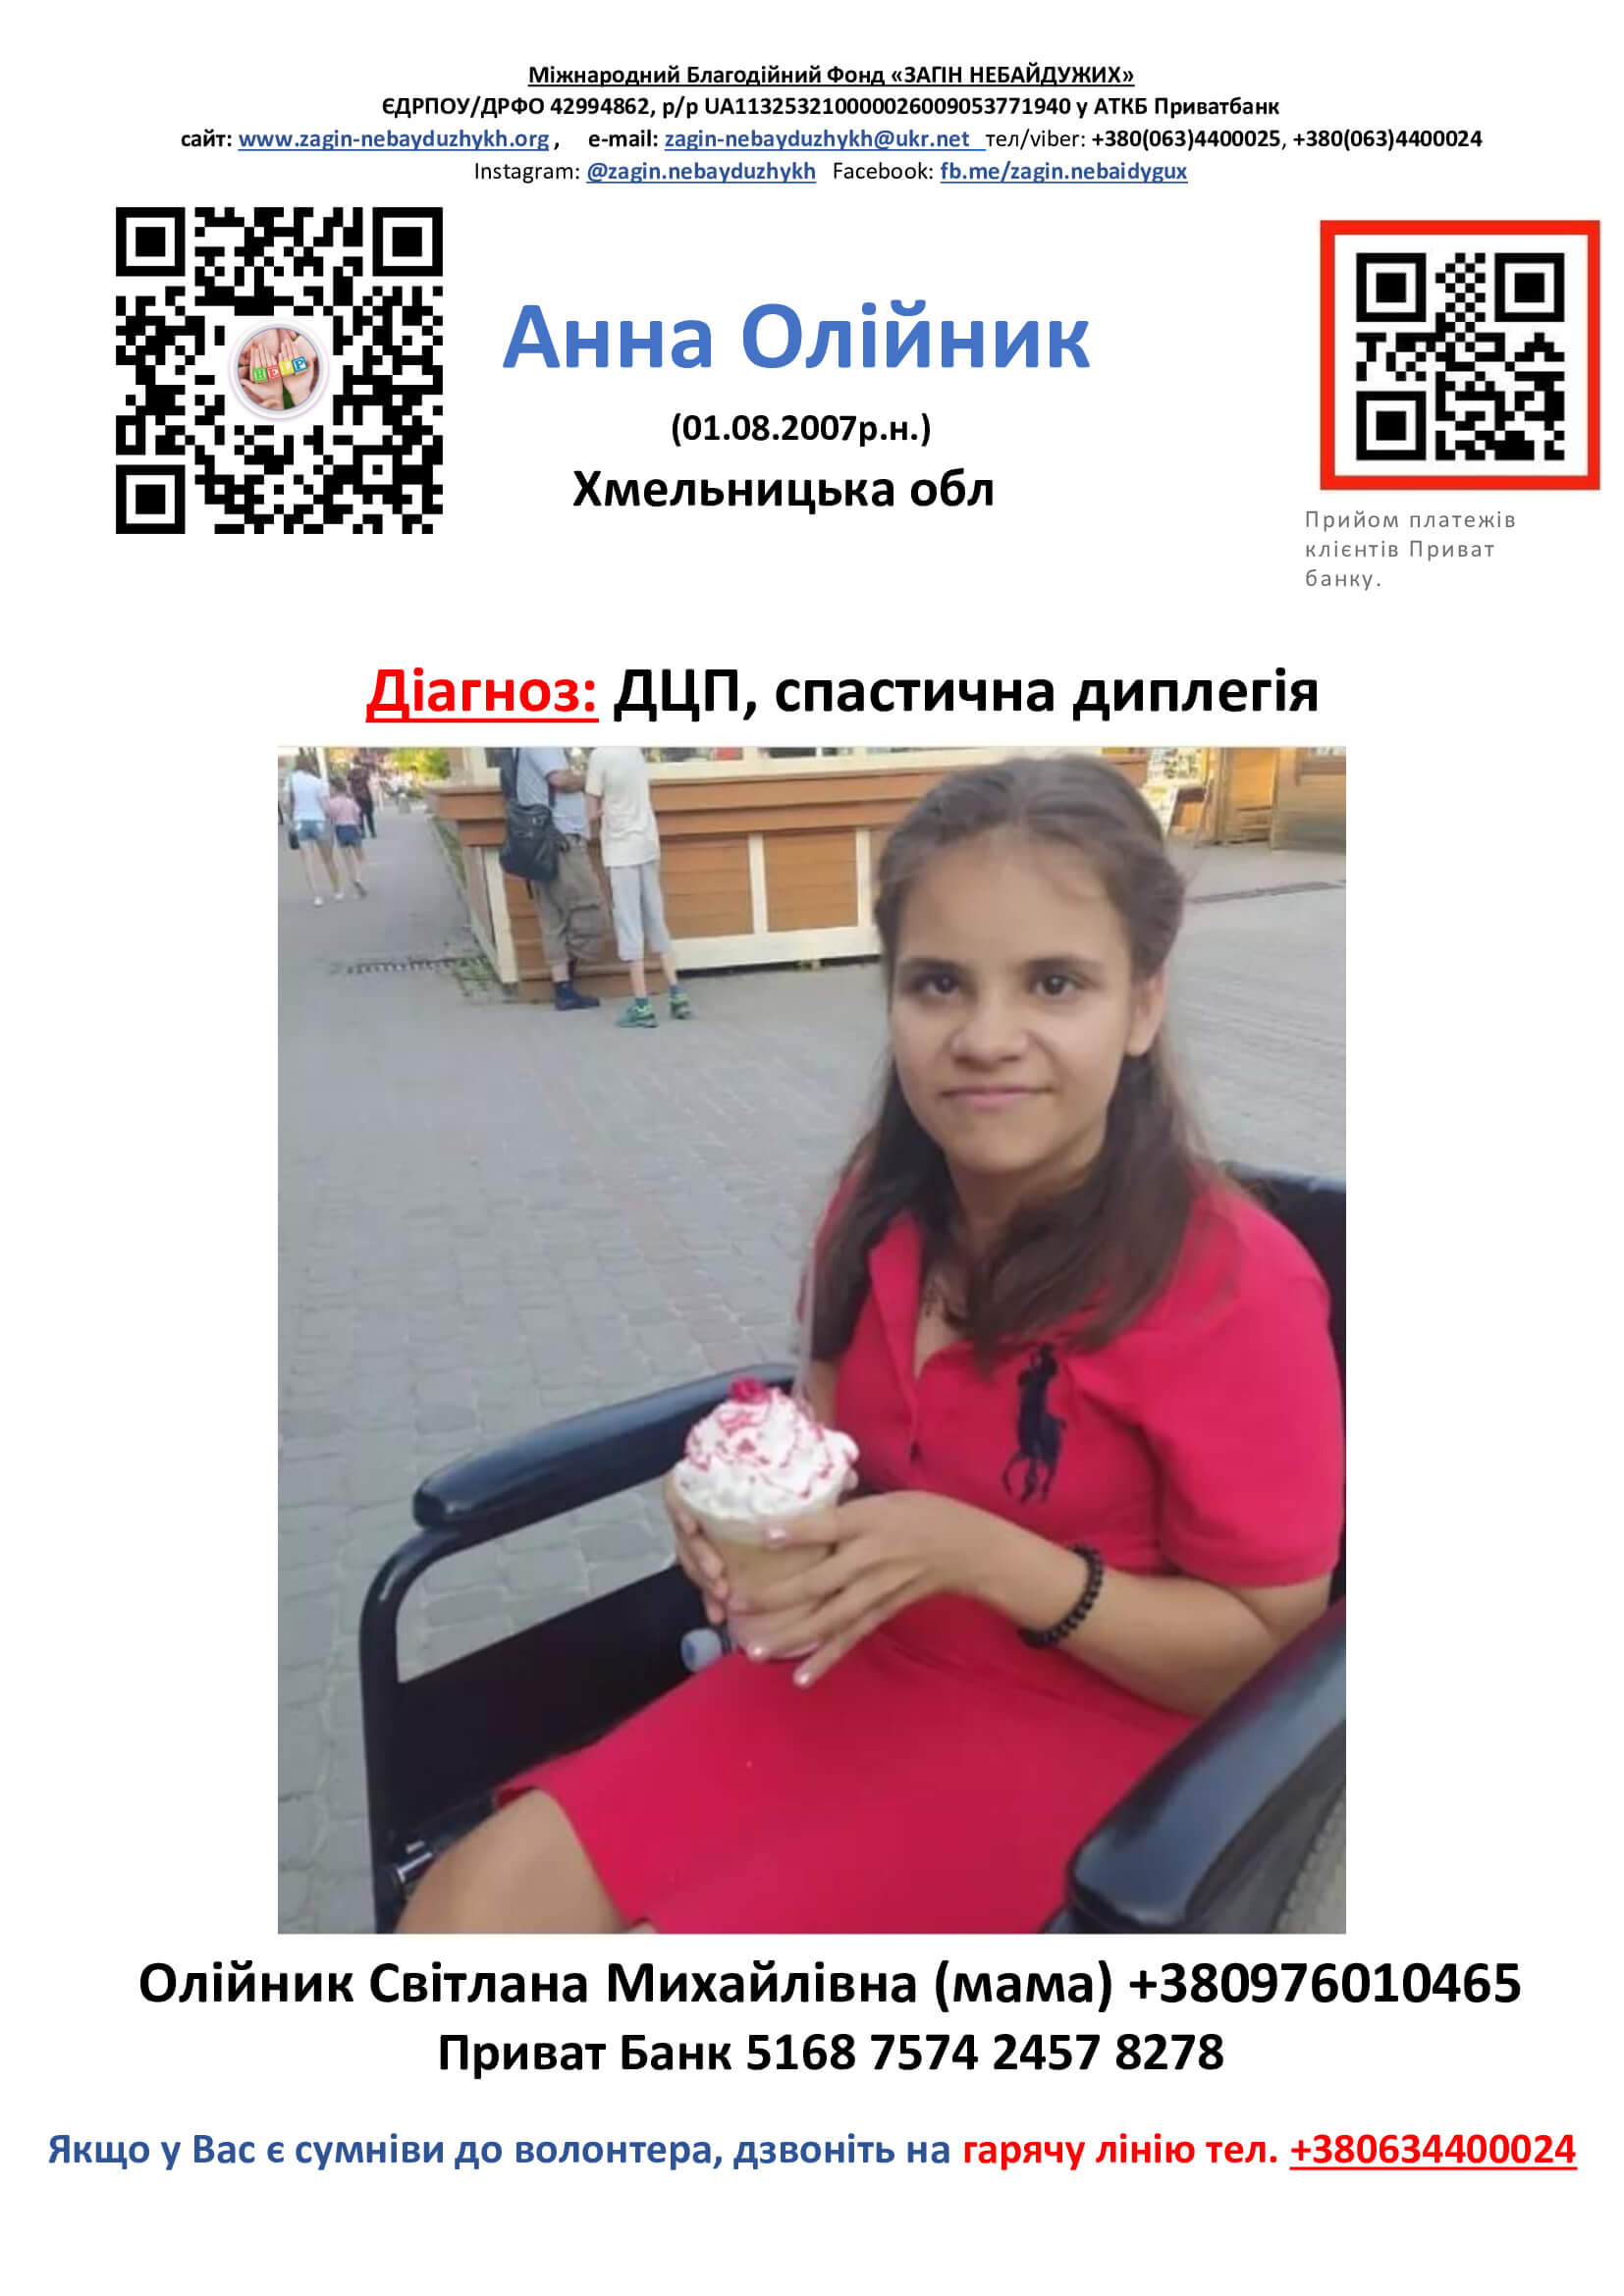 Міжнародний Благодійний Фонд «ЗАГІН НЕБАЙДУЖИХ»
ЄДРПОУ/ДРФО 42994862, р/р UA113253210000026009053771940 у АТКБ Приватбанк
сайт: www.zagin-nebayduzhykh.org , e-mail: zagin-nebayduzhykh@ukr.net тел/viber: +380(063)4400025, +380(063)4400024
Instagram: @zagin.nebayduzhykh Facebook: fb.me/zagin.nebaidygux
HELP
Анна Олійник
(01.08.2007р.н.)
Хмельницька обл
Прийом платежів
клієнтів Приват
банку.
Діагноз: ДЦП, спастична диплегія
Олійник Світлана Михайлівна (мама) +380976010465
Приват Банк 5168 7574 2457 8278
Якщо у Вас є сумніви до волонтера, дзвоніть на гарячу лінію тел. +380634400024